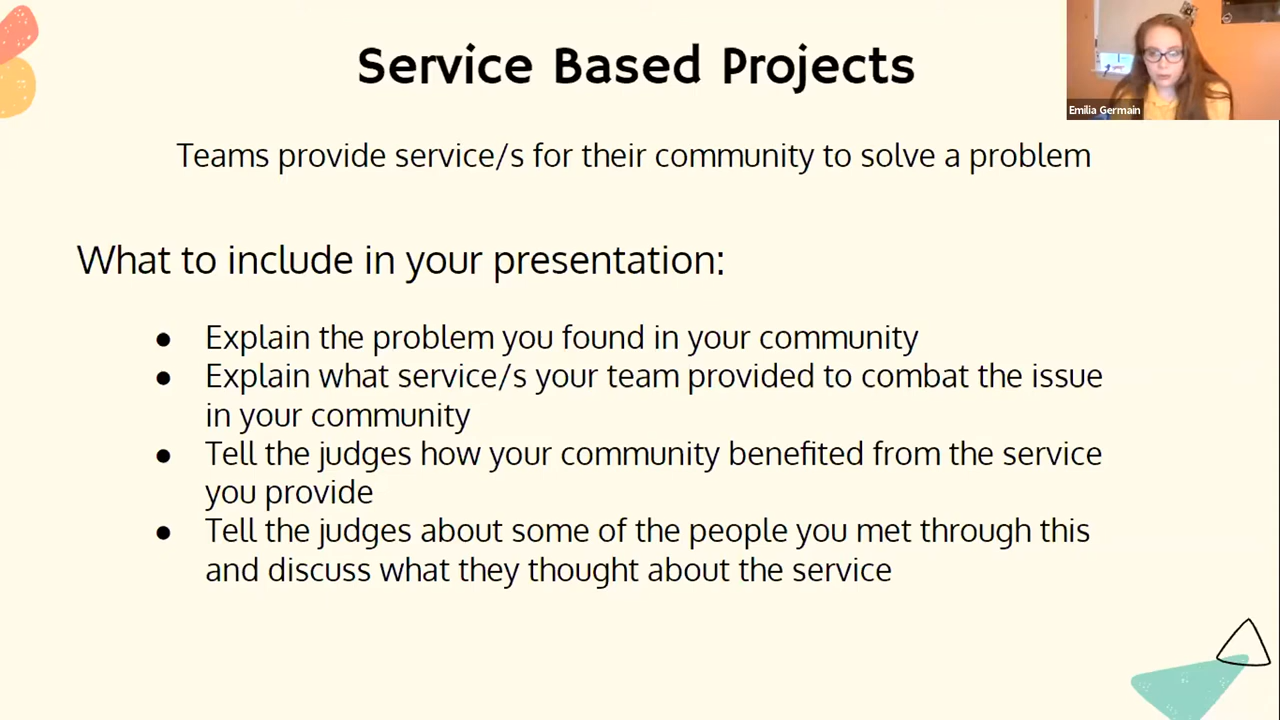 Service Based Projects
Emilia Germain
Teams provide service/s for their community to solve a problem
What to include in your presentation:
● Explain the problem you found in your community
● Explain what service/s your team provided to combat the issue
in your community
● Tell the judges how your community benefited from the service
you provide
● Tell the judges about some of the people you met through this
and discuss what they thought about the service